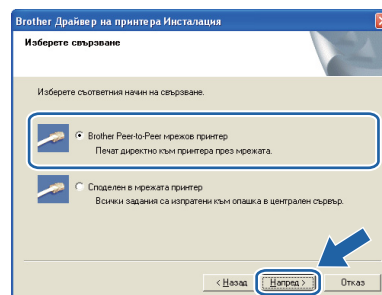 Brother Драйвер на принтера Инсталация
Изберете свързване
Изберете съответния начин на свързване.
Brother Peer-to-Peer мрежов принтер
Печат директно към принтера през мрежата.
Споделен в мрежата принтер
Всички задания са изпратени към опашка в централен сървър.
< Назад Напред > Отказ